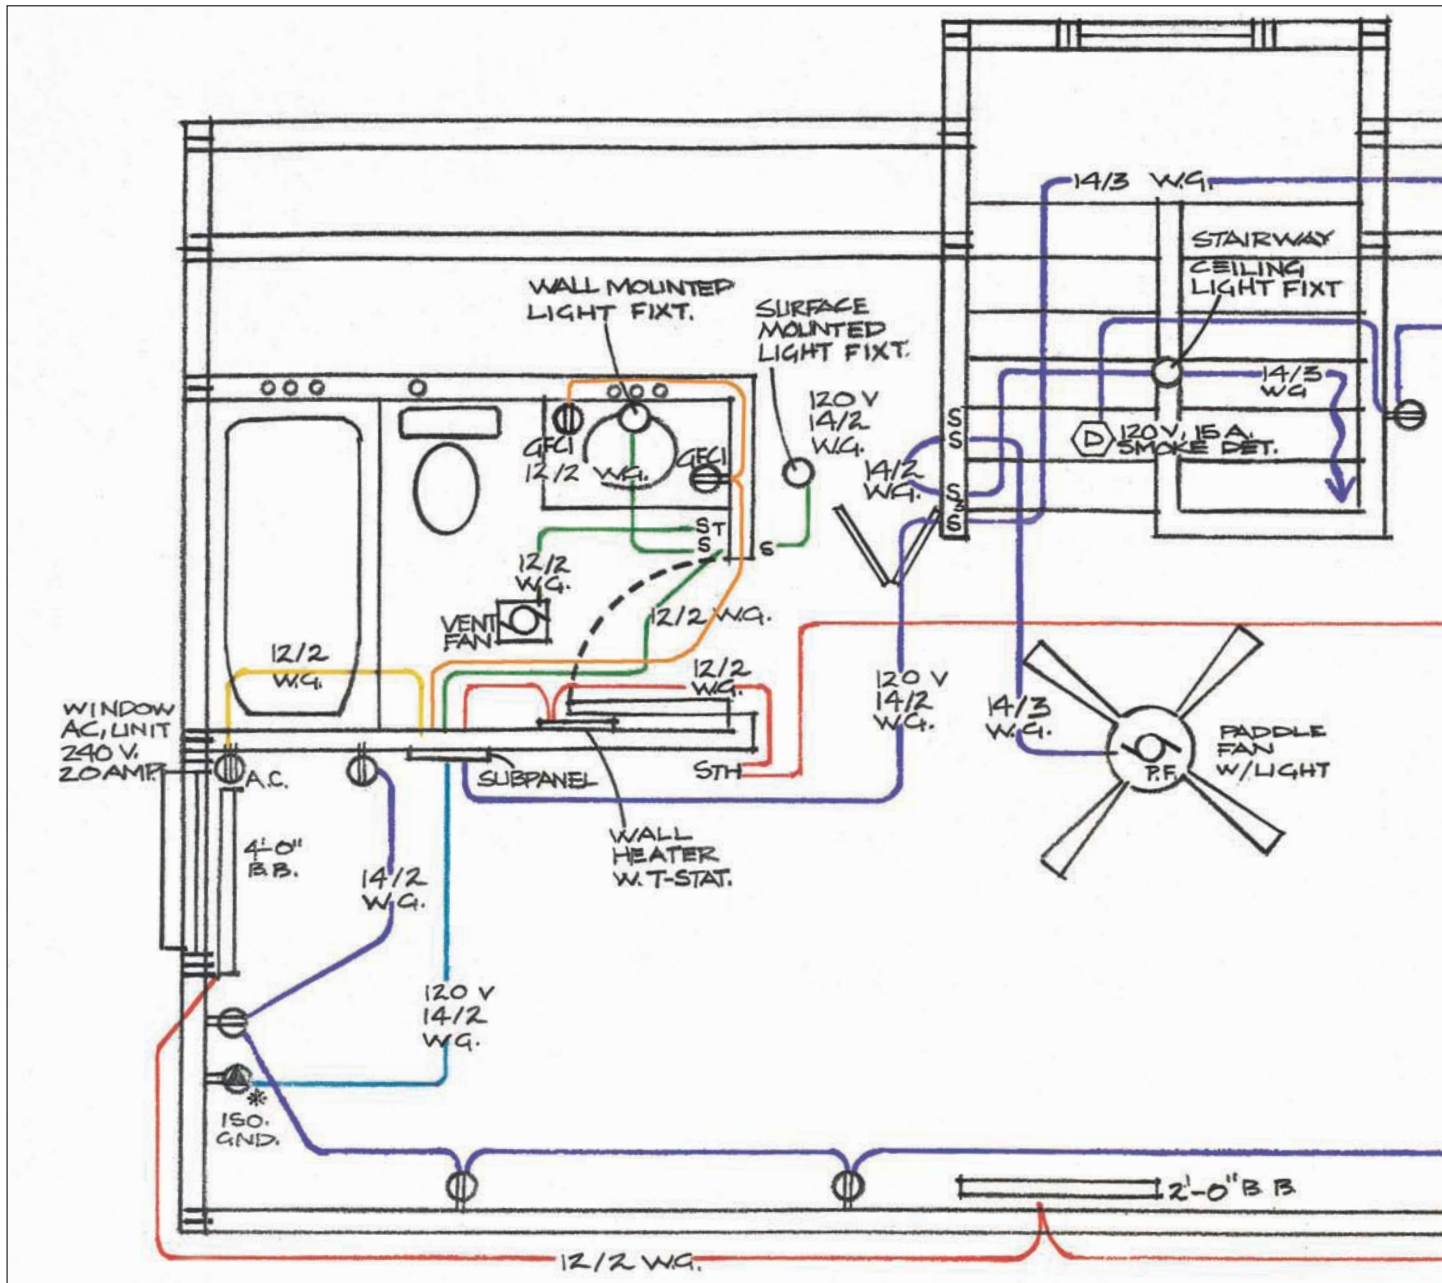 14/3 W.G.
STAIRWAY
CEILING
LIGHT FIXT
WALL MOUNTED
LIGHT FIXT.
SURFACE
MOUNTED
LIGHT FIXT.
14/3
WG
120 V
14/2
W.G.
GFCI
12/2 W.G.
GFCI
S
S
D
120 V, 15 A.
SMOKE DET.
14/2
W.G.
S
3
S
ST
S
S
12/2
W.G.
VENT
FAN
12/2 W.G.
12/2
W.G.
12/2
W.G.
120 V
14/2
W.G.
14/3
W.G.
WINDOW
AC, UNIT
240 V.
20 AMP.
A.C.
SUBPANEL
STH
P.F.
PADDLE
FAN
W/LIGHT
4'-0"
B.B.
14/2
W.G.
WALL
HEATER
W. T-STAT.
120 V
14/2
W.G.
*
ISO.
GND.
2'-0" B B
12/2 W.G.